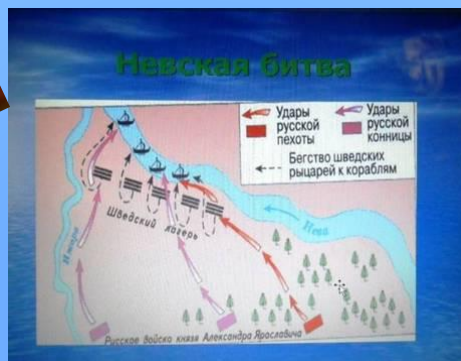 Невская битва
Удары
русской
пехоты
Удары
русской
конницы
Бегство шведских
рыцарей к кораблям
Шведский лагерь
Ижора
Нева
Русское войско князя Александра Ярославича